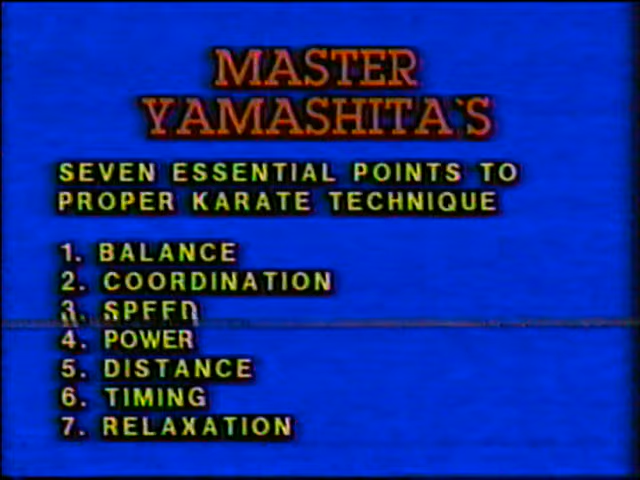 MASTER
YAMASHITA'S
SEVEN ESSENTIAL POINTS TO
PROPER KARATE TECHNIQUE
1. BALANCE
2. COORDINATION
3. SPEED
4. POWER
5. DISTANCE
6. TIMING
7. RELAXATION